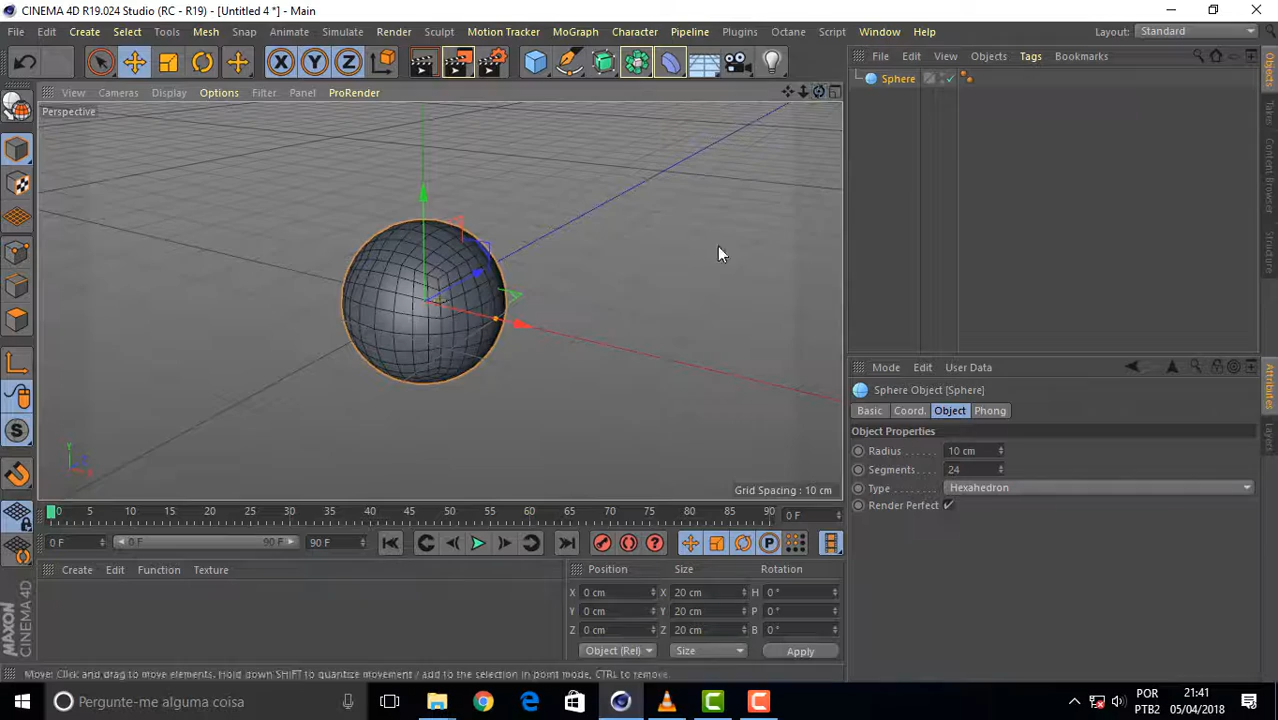 CINEMA 4D R19.024 Studio (RC - R19) - [Untitled 4 *] - Main
File Edit Create Select Tools Mesh Snap Animate Simulate Render Sculpt Motion Tracker MoGraph Character Pipeline Plugins Octane Script Window Help Layout: Standard
X Y Z
File Edit View Objects Tags Bookmarks
Sphere
View Cameras Display Options Filter Panel ProRender
Perspective
Y
X
Grid Spacing : 10 cm
Objects
Takes
Content Browser
Structure
Mode Edit User Data
Sphere Object [Sphere]
Basic Coord. Object Phong
Object Properties
Radius 10 cm
Segments 24
Type Hexahedron
Render Perfect
Attributes
Layers
S
0 5 10 15 20 25 30 35 40 45 50 55 60 65 70 75 80 85 90 0 F
0 F 0 F 90 F 90 F
P
Create Edit Function Texture
Position Size Rotation
X 0 cm X 20 cm H 0 °
Y 0 cm Y 20 cm P 0 °
Z 0 cm Z 20 cm B 0 °
Object (Rel) Size Apply
MAXON CINEMA 4D
Move: Click and drag to move elements. Hold down SHIFT to quantize movement / add to the selection in point mode, CTRL to remove.
Pergunte-me alguma coisa
POR 21:41
PTB2 05/04/2018